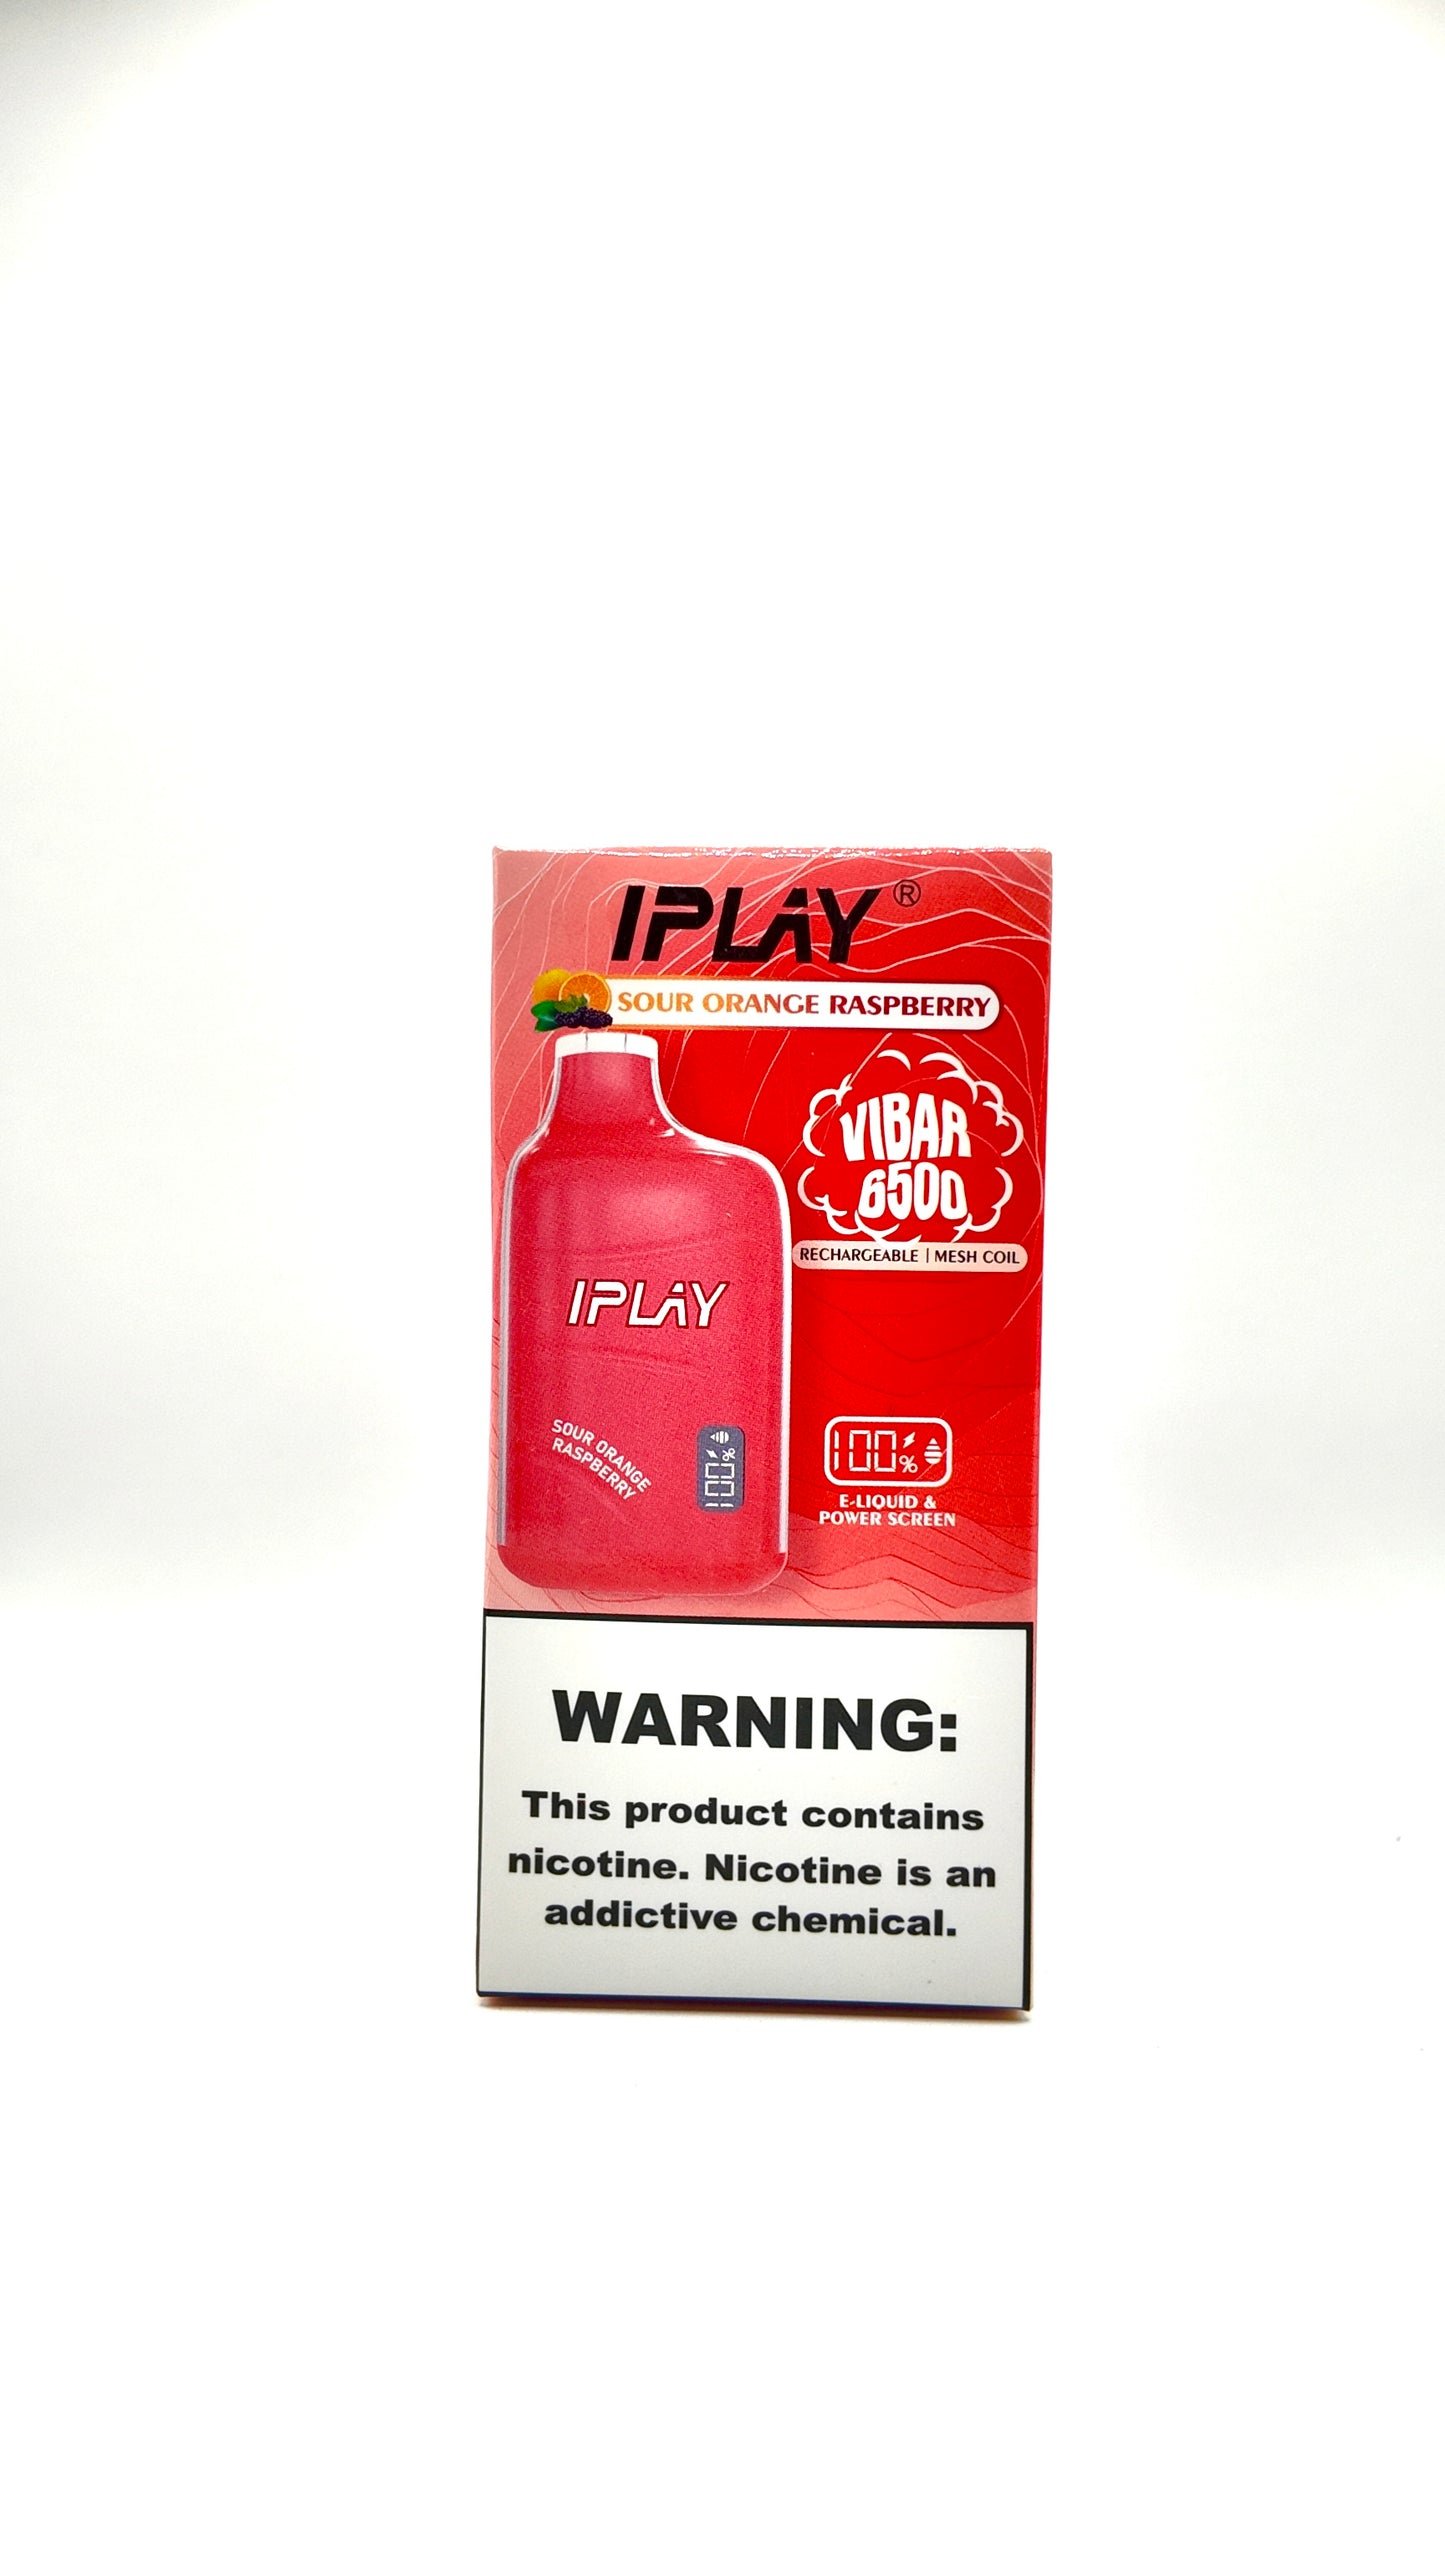 IPLAY®
SOUR ORANGE RASPBERRY
VIBAR
6500
RECHARGEABLE | MESH COIL
IPLAY
SOUR ORANGE
RASPBERRY
100%
100%
E-LIQUID &
POWER SCREEN
WARNING:
This product contains
nicotine. Nicotine is an
addictive chemical.